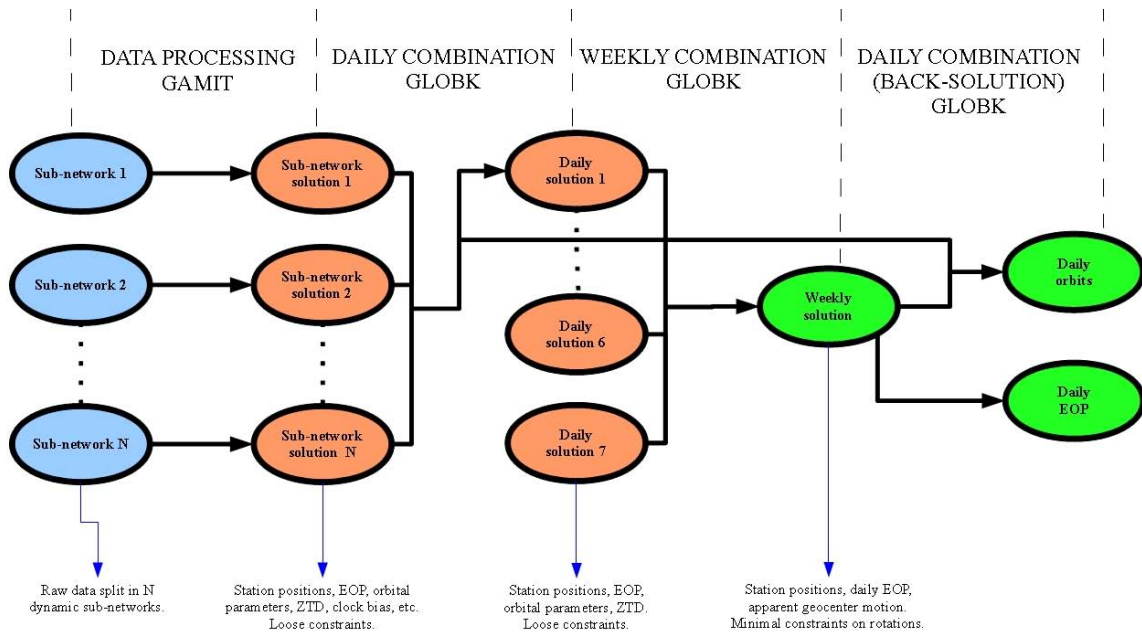 DATA PROCESSING
GAMIT
DAILY COMBINATION
GLOBK
WEEKLY COMBINATION
GLOBK
DAILY COMBINATION
(BACK-SOLUTION)
GLOBK
Sub-network 1
Sub-network
solution 1
Daily
solution 1
Sub-network 2
Sub-network
solution 2
Daily
solution 6
Weekly
solution
Daily
orbits
Daily
EOP
Sub-network N
Sub-network
solution N
Daily
solution 7
Raw data split in N
dynamic sub-networks.
Station positions, EOP, orbital
parameters, ZTD, clock bias, etc.
Loose constraints.
Station positions, EOP,
orbital parameters, ZTD.
Loose constraints.
Station positions, daily EOP,
apparent geocenter motion.
Minimal constraints on rotations.